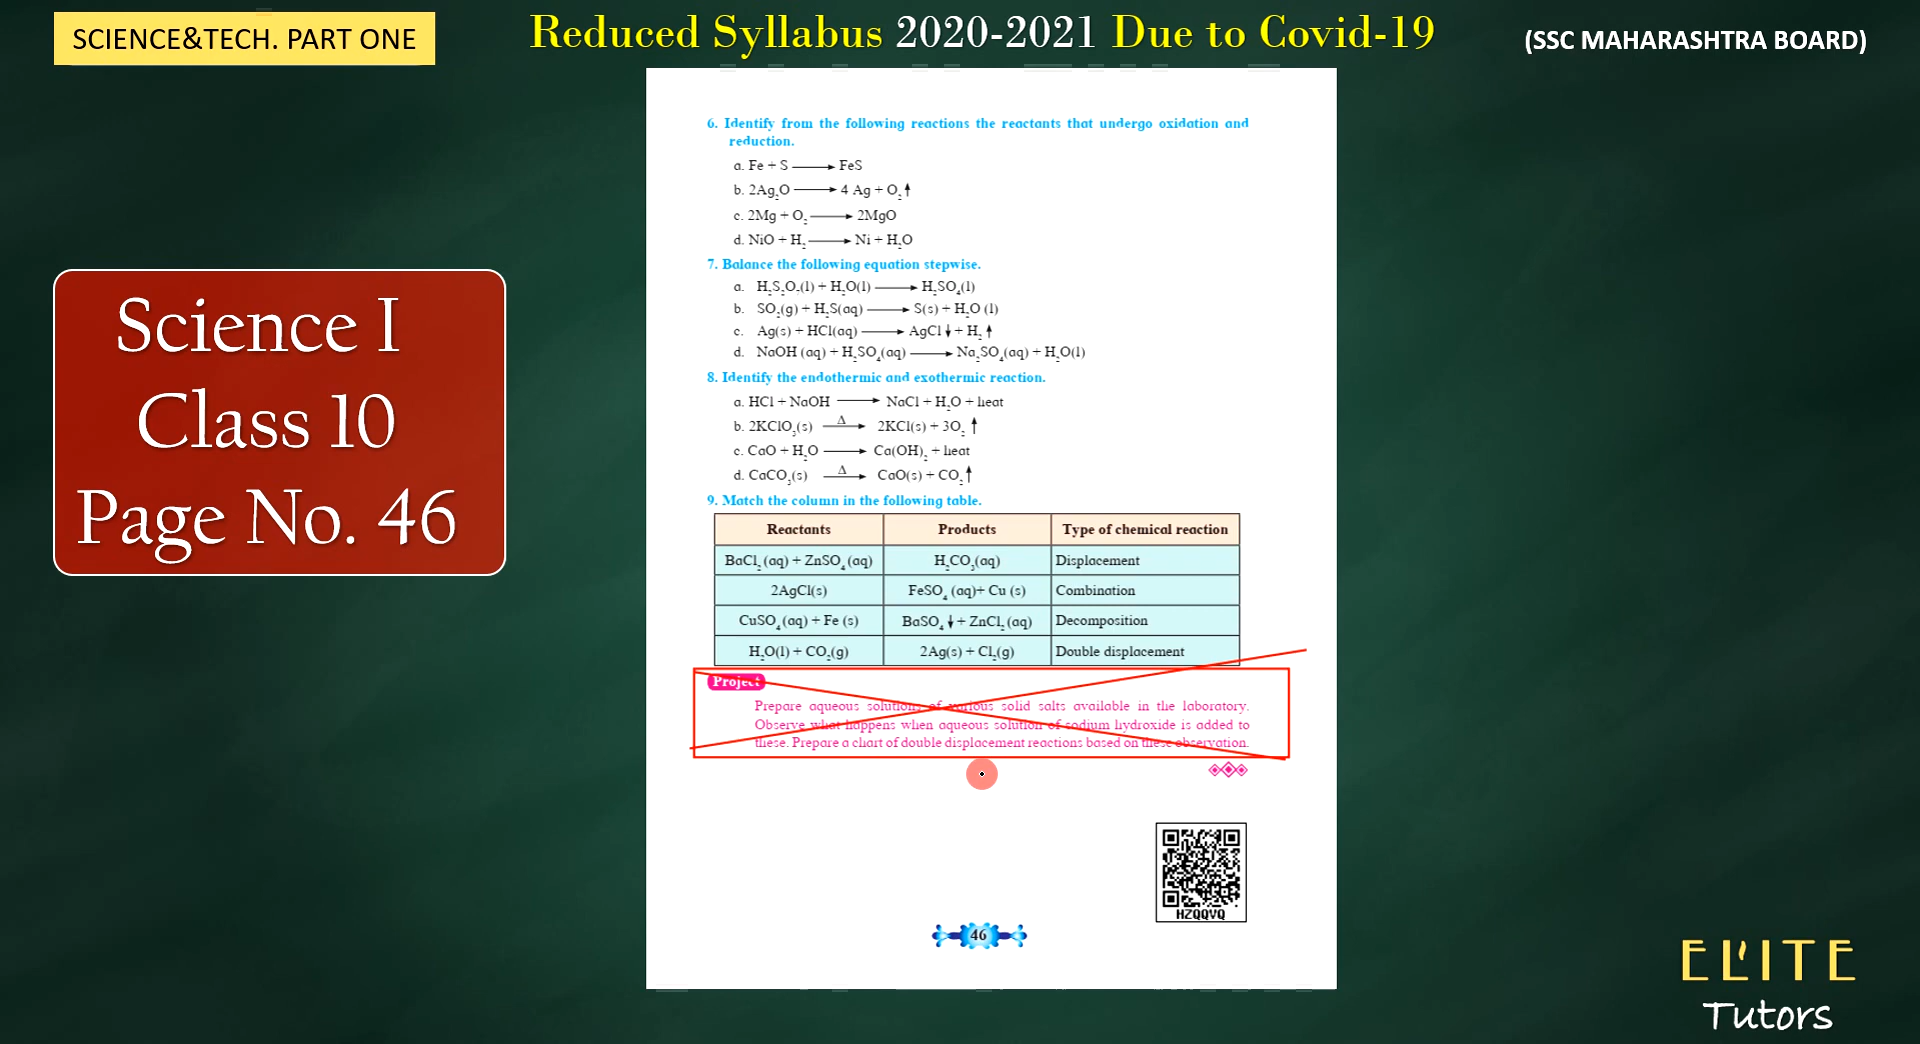 SCIENCE&TECH. PART ONE
Reduced Syllabus 2020-2021 Due to Covid-19
(SSC MAHARASHTRA BOARD)
Science I
Class 10
Page No. 46
6. Identify from the following reactions the reactants that undergo oxidation and
reduction.
a. Fe + S ⟶ FeS
b. 2Ag₂O ⟶ 4 Ag + O₂↑
c. 2Mg + O₂ ⟶ 2MgO
d. NiO + H₂ ⟶ Ni + H₂O
7. Balance the following equation stepwise.
a. H₂S₂O₇(l) + H₂O(l) ⟶ H₂SO₄(l)
b. SO₂(g) + H₂S(aq) ⟶ S(s) + H₂O (l)
c. Ag(s) + HCl(aq) ⟶ AgCl↓ + H₂↑
d. NaOH (aq) + H₂SO₄(aq) ⟶ Na₂SO₄(aq) + H₂O(l)
8. Identify the endothermic and exothermic reaction.
a. HCl + NaOH ⟶ NaCl + H₂O + heat
b. 2KClO₃(s) —Δ→ 2KCl(s) + 3O₂↑
c. CaO + H₂O ⟶ Ca(OH)₂ + heat
d. CaCO₃(s) —Δ→ CaO(s) + CO₂↑
9. Match the column in the following table.
Reactants Products Type of chemical reaction
BaCl₂(aq) + ZnSO₄(aq) H₂CO₃(aq) Displacement
2AgCl(s) FeSO₄ (aq)+ Cu (s) Combination
CuSO₄(aq) + Fe (s) BaSO₄↓ + ZnCl₂(aq) Decomposition
H₂O(l) + CO₂(g) 2Ag(s) + Cl₂(g) Double displacement
Project
Prepare aqueous solutions of various solid salts available in the laboratory.
Observe what happens when aqueous solution of sodium hydroxide is added to
these. Prepare a chart of double displacement reactions based on these observation.
HZQQVQ
46
ELITE
Tutors